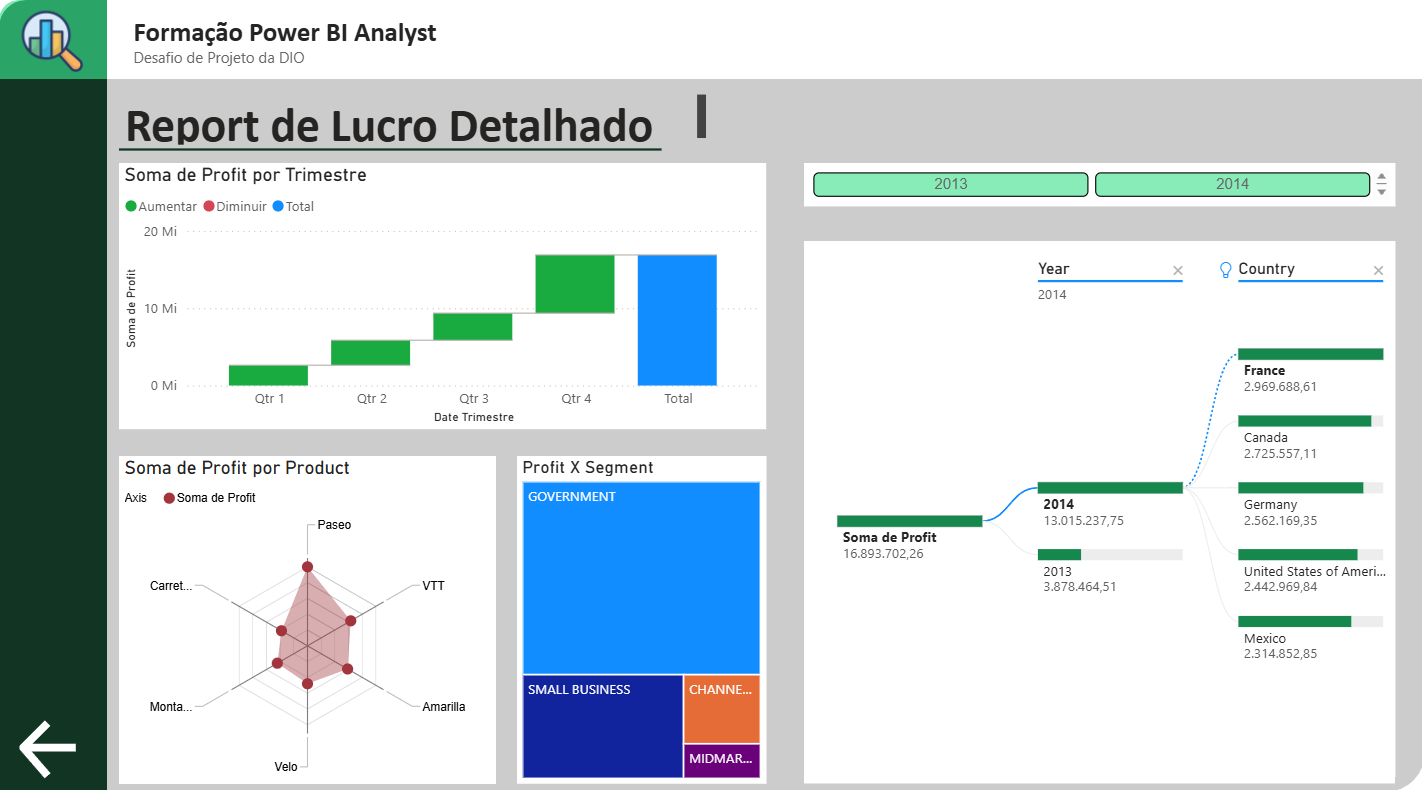 Formação Power BI Analyst
Desafio de Projeto da DIO
Report de Lucro Detalhado
Soma de Profit por Trimestre
Aumentar Diminuir Total
Soma de Profit
20 Mi
10 Mi
0 Mi
Qtr 1 Qtr 2 Qtr 3 Qtr 4 Total
Date Trimestre
2013 2014
Soma de Profit por Product
Axis Soma de Profit
Paseo
VTT
Amarilla
Velo
Monta...
Carret...
Profit X Segment
GOVERNMENT
SMALL BUSINESS
CHANNE...
MIDMAR...
Year
2014
Country
Soma de Profit
16.893.702,26
2014
13.015.237,75
2013
3.878.464,51
France
2.969.688,61
Canada
2.725.557,11
Germany
2.562.169,35
United States of Ameri...
2.442.969,84
Mexico
2.314.852,85